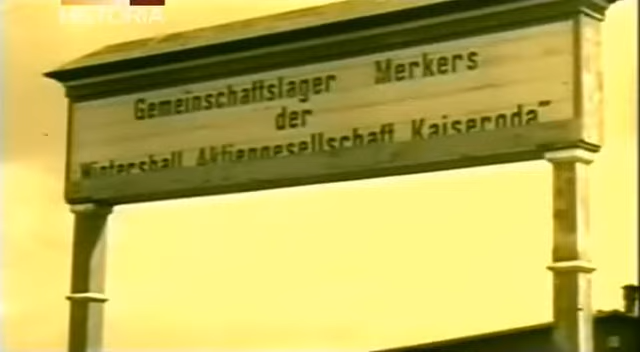 HISTORIA
Gemeinschaftslager Merkers
der
Wintershall Aktiengesellschaft Kaiseroda"